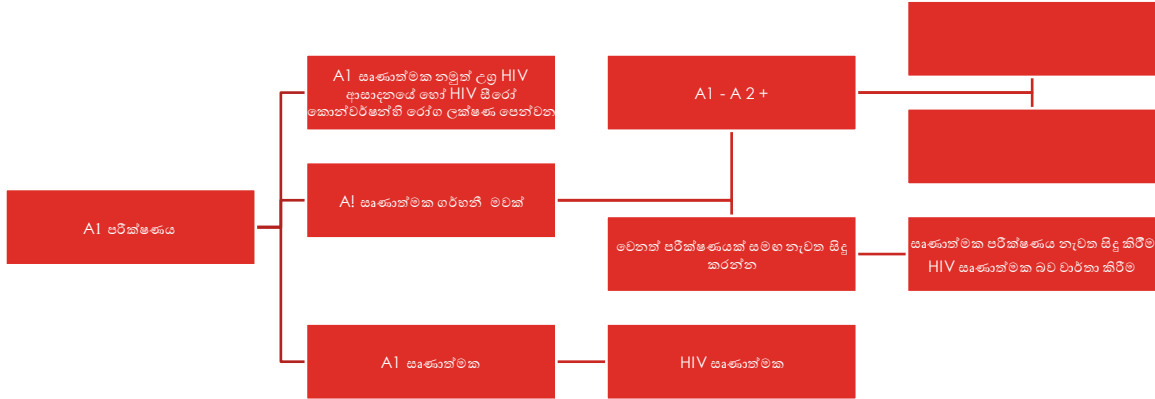 A1 පරීක්ෂණය
A1 සෘණාත්මක නමුත් උග්‍ර HIV
ආසාදනයේ හෝ HIV සීරෝ
කොන්වර්ෂන්හි රෝග ලක්ෂණ පෙන්වන
A! සෘණාත්මක ගර්භනී මවක්
A1 සෘණාත්මක
A1 - A 2 +
වෙනත් පරීක්ෂණයක් සමඟ නැවත සිදු
කරන්න
HIV සෘණාත්මක
සෘණාත්මක පරීක්ෂණය නැවත සිදු කිරීම
HIV සෘණාත්මක බව වාර්තා කිරීම